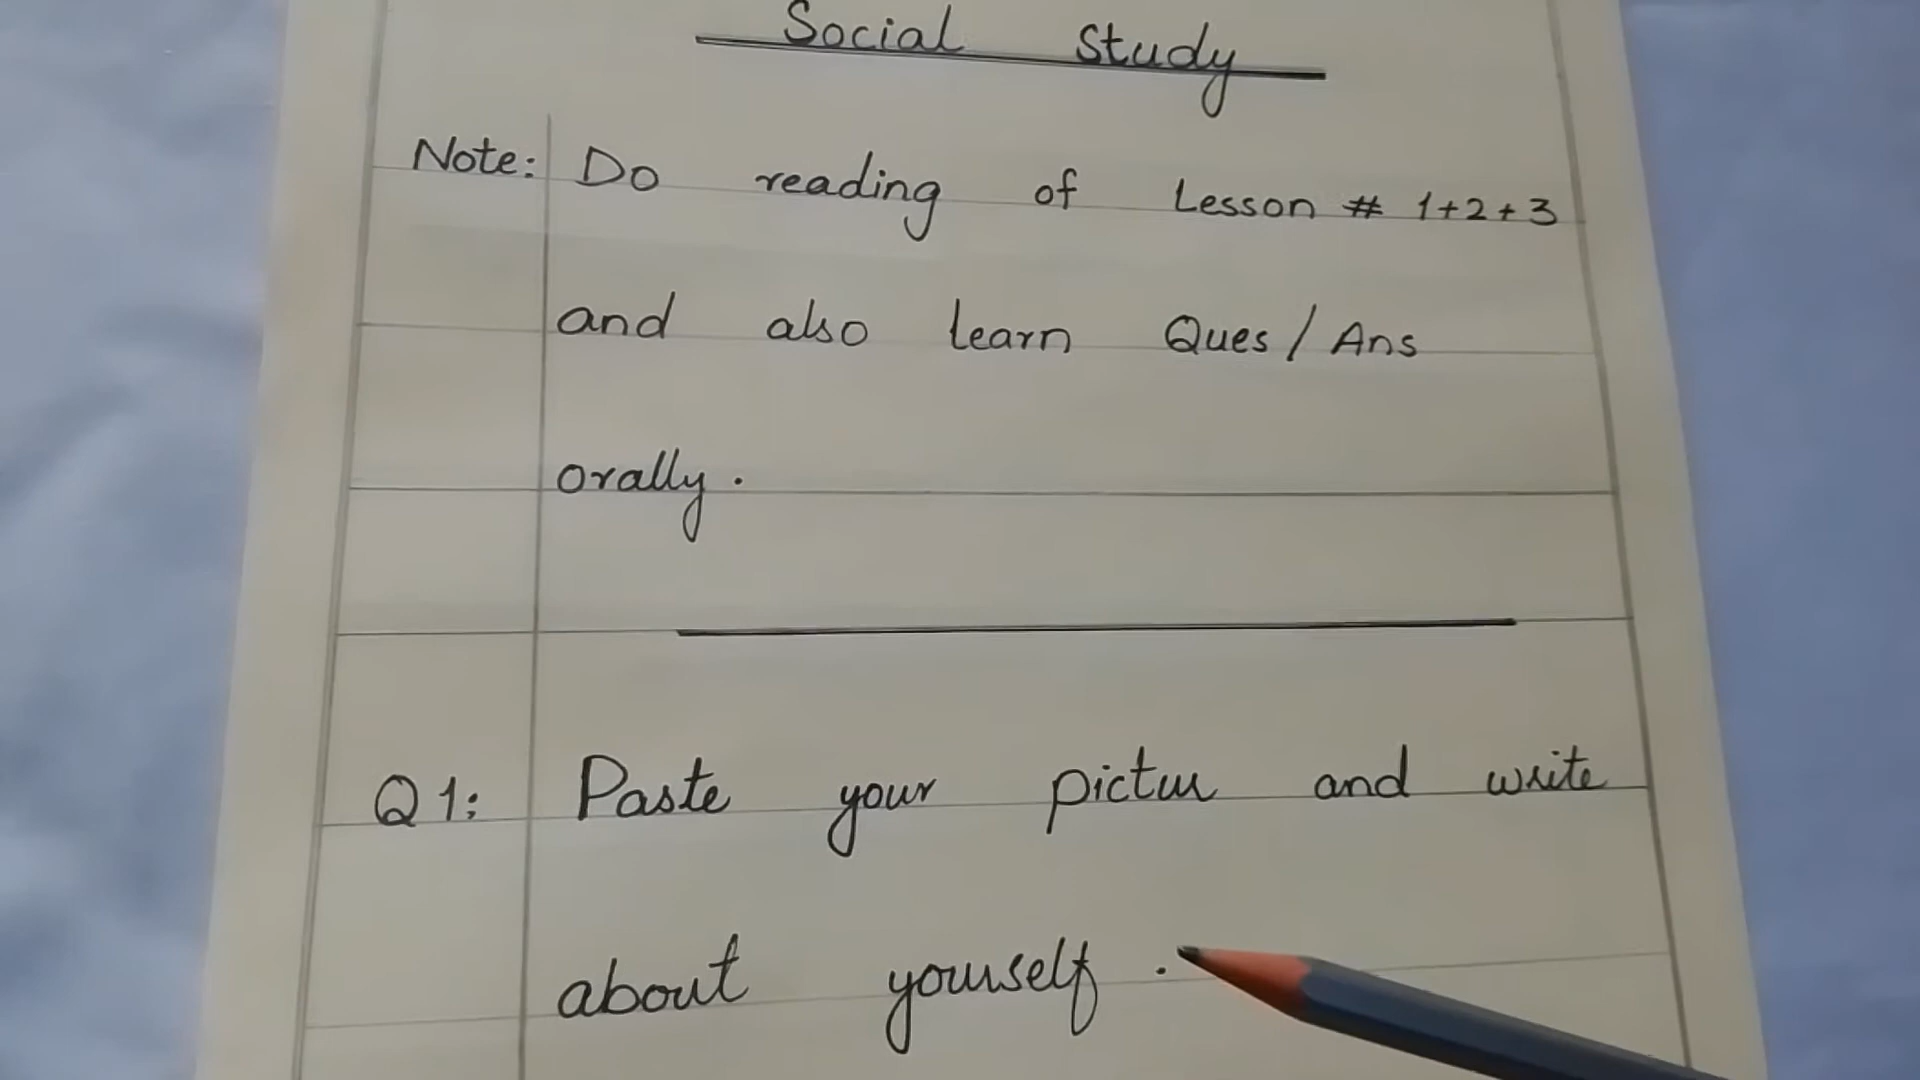 Social Study
Note: Do reading of Lesson # 1+2+3
and also learn Ques/Ans
orally.
Q1: Paste your pictur and write
about yourself.